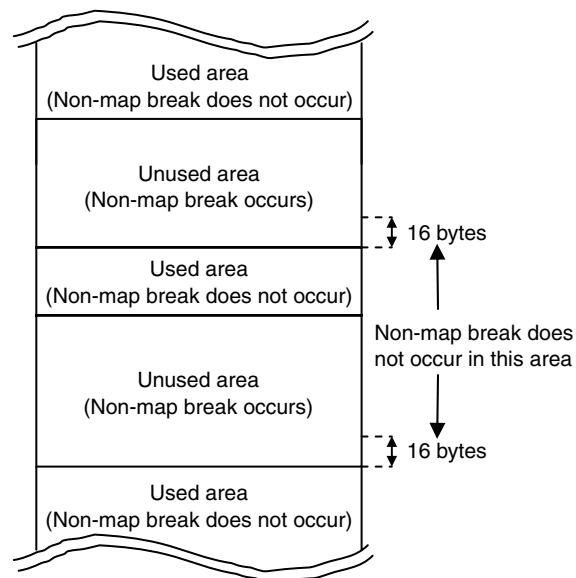 Used area
(Non-map break does not occur)
Unused area
(Non-map break occurs)
16 bytes
Used area
(Non-map break does not occur)
Non-map break does
not occur in this area
Unused area
(Non-map break occurs)
16 bytes
Used area
(Non-map break does not occur)